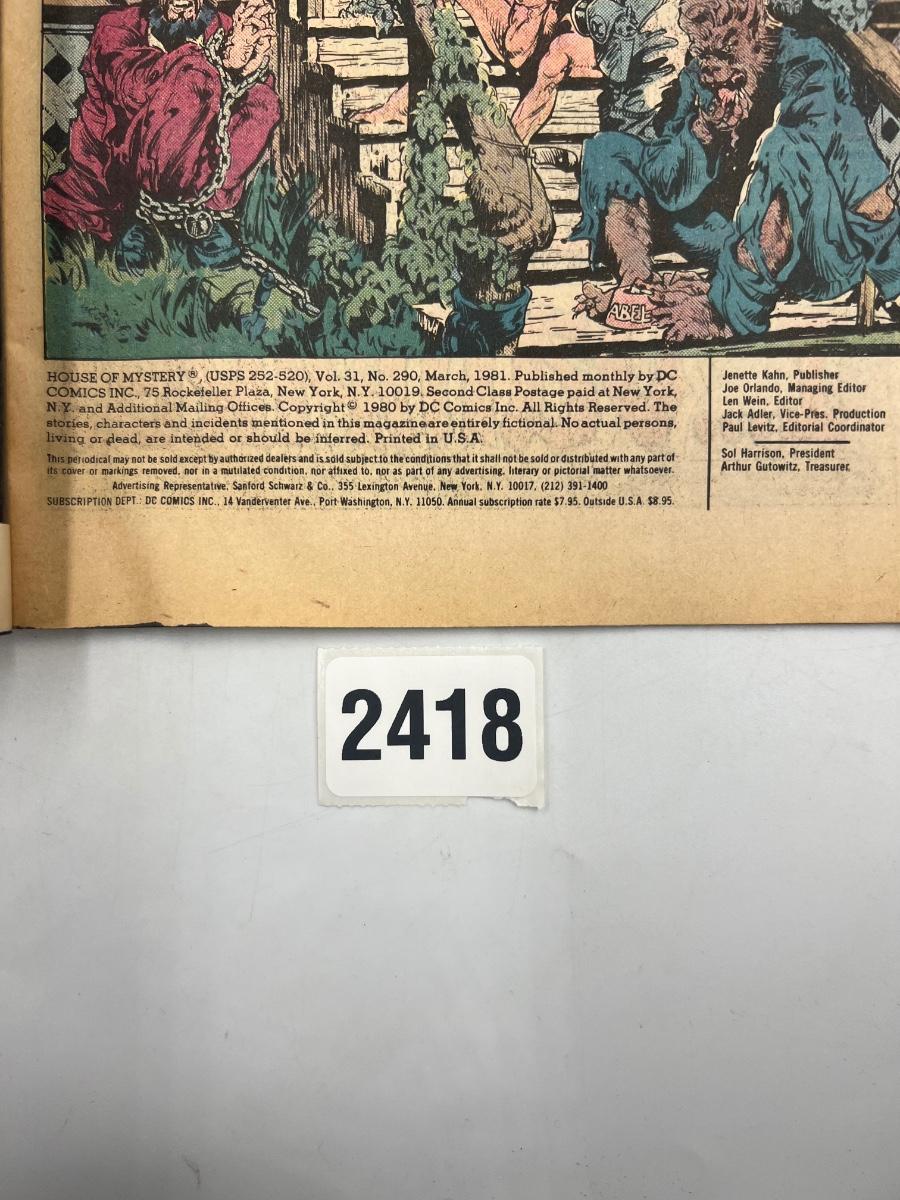 ABEL
HOUSE OF MYSTERY®, (USPS 252-520), Vol. 31, No. 290, March, 1981. Published monthly by DC
COMICS INC., 75 Rockefeller Plaza, New York, N.Y. 10019. Second Class Postage paid at New York,
N.Y. and Additional Mailing Offices. Copyright © 1980 by DC Comics Inc. All Rights Reserved. The
stories, characters and incidents mentioned in this magazine are entirely fictional. No actual persons,
living or dead, are intended or should be inferred. Printed in U.S.A.
This periodical may not be sold except by authorized dealers and is sold subject to the conditions that it shall not be sold or distributed with any part of
its cover or markings removed, nor in a mutilated condition, nor affixed to, nor as part of any advertising, literary or pictorial matter whatsoever.
Advertising Representative, Sanford Schwarz & Co., 355 Lexington Avenue, New York, N.Y. 10017, (212) 391-1400
SUBSCRIPTION DEPT.: DC COMICS INC., 14 Vanderventer Ave., Port Washington, N.Y. 11050. Annual subscription rate $7.95. Outside U.S.A. $8.95.
Jenette Kahn, Publisher
Joe Orlando, Managing Editor
Len Wein, Editor
Jack Adler, Vice-Pres. Production
Paul Levitz, Editorial Coordinator
Sol Harrison, President
Arthur Gutowitz, Treasurer
2418